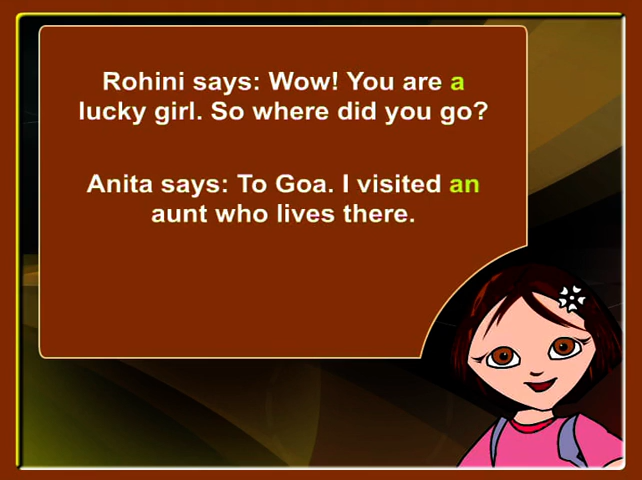 Rohini says: Wow! You are a
lucky girl. So where did you go?
Anita says: To Goa. I visited an
aunt who lives there.